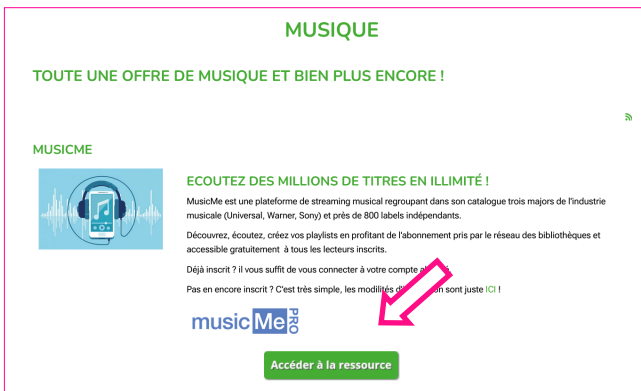 MUSIQUE
TOUTE UNE OFFRE DE MUSIQUE ET BIEN PLUS ENCORE !
MUSICME
ECOUTEZ DES MILLIONS DE TITRES EN ILLIMITÉ !
MusicMe est une plateforme de streaming musical regroupant dans son catalogue trois majors de l'industrie
musicale (Universal, Warner, Sony) et près de 800 labels indépendants.
Découvrez, écoutez, créez vos playlists en profitant de l'abonnement pris par le réseau des bibliothèques et
accessible gratuitement à tous les lecteurs inscrits.
Déjà inscrit ? il vous suffit de vous connecter à votre compte
Pas en encore inscrit ? C'est très simple, les modilités sont juste ICI !
music Me PRO
Accéder à la ressource